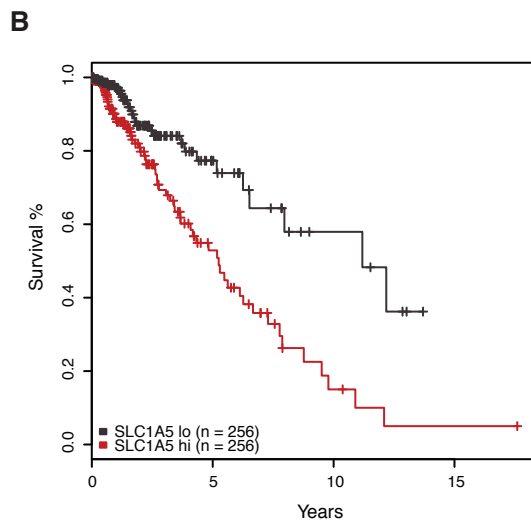 B
Survival %
1.0
0.8
0.6
0.4
0.2
0.0
SLC1A5 lo (n = 256)
SLC1A5 hi (n = 256)
0 5 10 15
Years